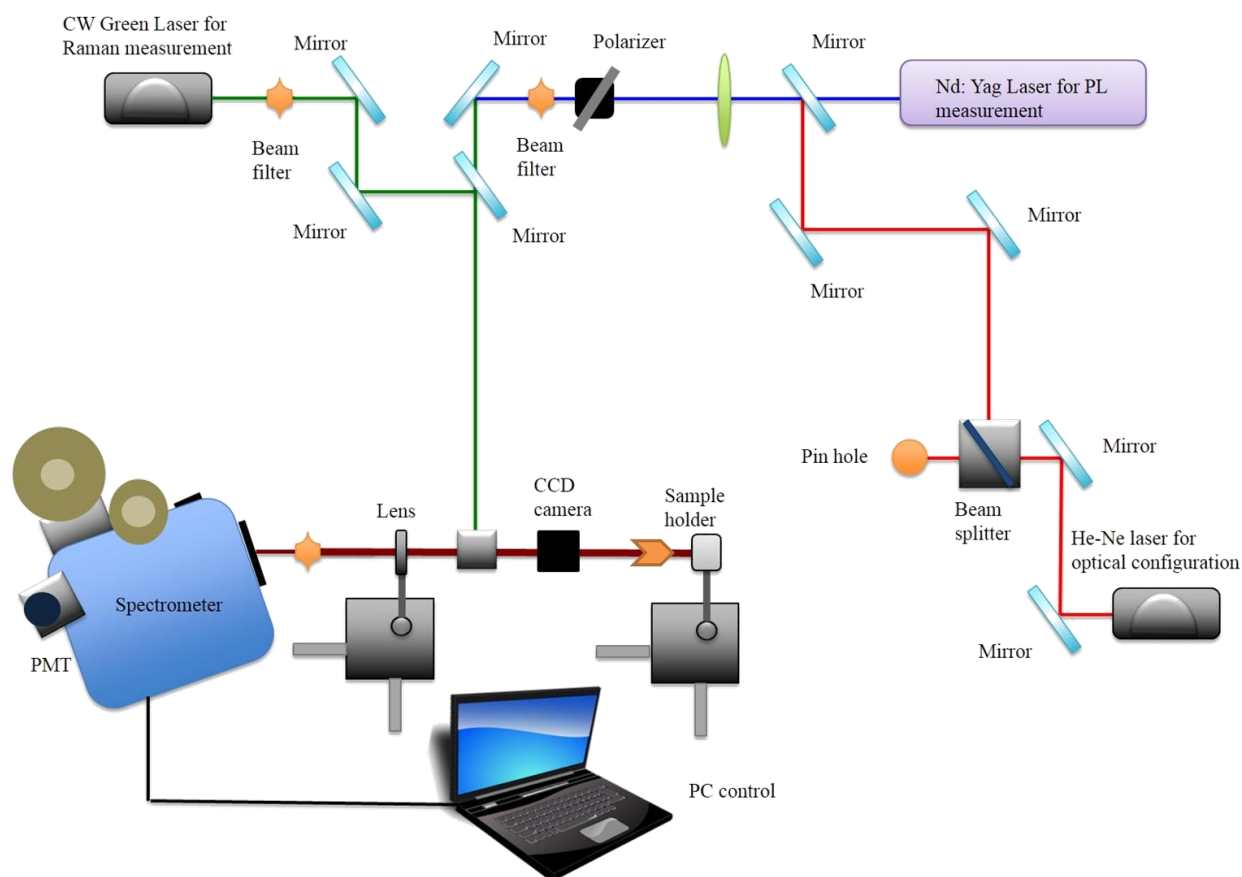 CW Green Laser for
Raman measurement
Mirror
Mirror
Polarizer
Mirror
Nd: Yag Laser for PL
measurement
Beam
filter
Beam
filter
Mirror
Mirror
Mirror
Mirror
Pin hole
Mirror
Beam
splitter
CCD
camera
Sample
holder
Lens
He-Ne laser for
optical configuration
Spectrometer
PMT
Mirror
PC control